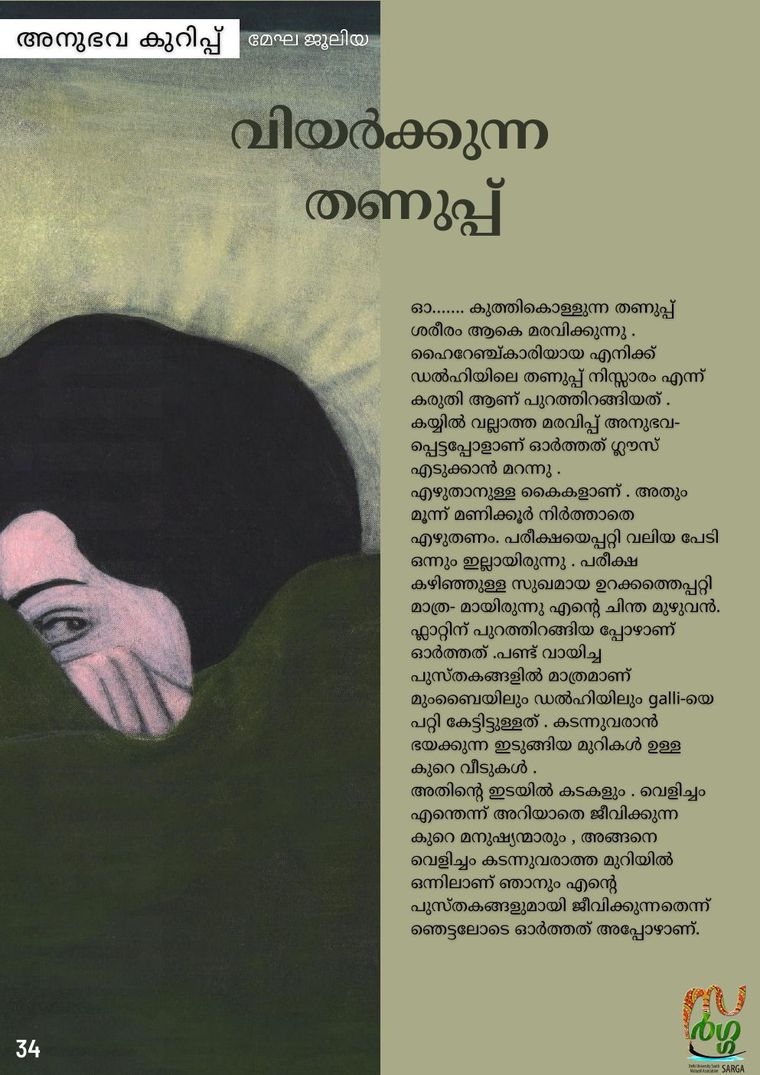 അനുഭവ കുറിപ്പ്
മേഘ ജൂലിയ
വിയർക്കുന്ന
തണുപ്പ്
ഓ....... കുത്തികൊള്ളുന്ന തണുപ്പ്
ശരീരം ആകെ മരവിക്കുന്നു .
ഹൈറേഞ്ച്കാരിയായ എനിക്ക്
ഡൽഹിയിലെ തണുപ്പ് നിസ്സാരം എന്ന്
കരുതി ആണ് പുറത്തിറങ്ങിയത് .
കയ്യിൽ വല്ലാത്ത മരവിപ്പ് അനുഭവ-
പ്പെട്ടപ്പോളാണ് ഓർത്തത് ഗ്ലൗസ്
എടുക്കാൻ മറന്നു .
എഴുതാനുള്ള കൈകളാണ് . അതും
മൂന്ന് മണിക്കൂർ നിർത്താതെ
എഴുതണം. പരീക്ഷയെപ്പറ്റി വലിയ പേടി
ഒന്നും ഇല്ലായിരുന്നു . പരീക്ഷ
കഴിഞ്ഞുള്ള സുഖമായ ഉറക്കത്തെപ്പറ്റി
മാത്ര- മായിരുന്നു എന്റെ ചിന്ത മുഴുവൻ.
ഫ്ലാറ്റിന് പുറത്തിറങ്ങിയ പ്പോഴാണ്
ഓർത്തത് .പണ്ട് വായിച്ച
പുസ്തകങ്ങളിൽ മാത്രമാണ്
മുംബൈയിലും ഡൽഹിയിലും galli-യെ
പറ്റി കേട്ടിട്ടുള്ളത് . കടന്നുവരാൻ
ഭയക്കുന്ന ഇടുങ്ങിയ മുറികൾ ഉള്ള
കുറെ വീടുകൾ .
അതിന്റെ ഇടയിൽ കടകളും . വെളിച്ചം
എന്തെന്ന് അറിയാതെ ജീവിക്കുന്ന
കുറെ മനുഷ്യന്മാരും , അങ്ങനെ
വെളിച്ചം കടന്നുവരാത്ത മുറിയിൽ
ഒന്നിലാണ് ഞാനും എന്റെ
പുസ്തകങ്ങളുമായി ജീവിക്കുന്നതെന്ന്
ഞെട്ടലോടെ ഓർത്തത് അപ്പോഴാണ്.
34
സർഗ്ഗ
SARGA